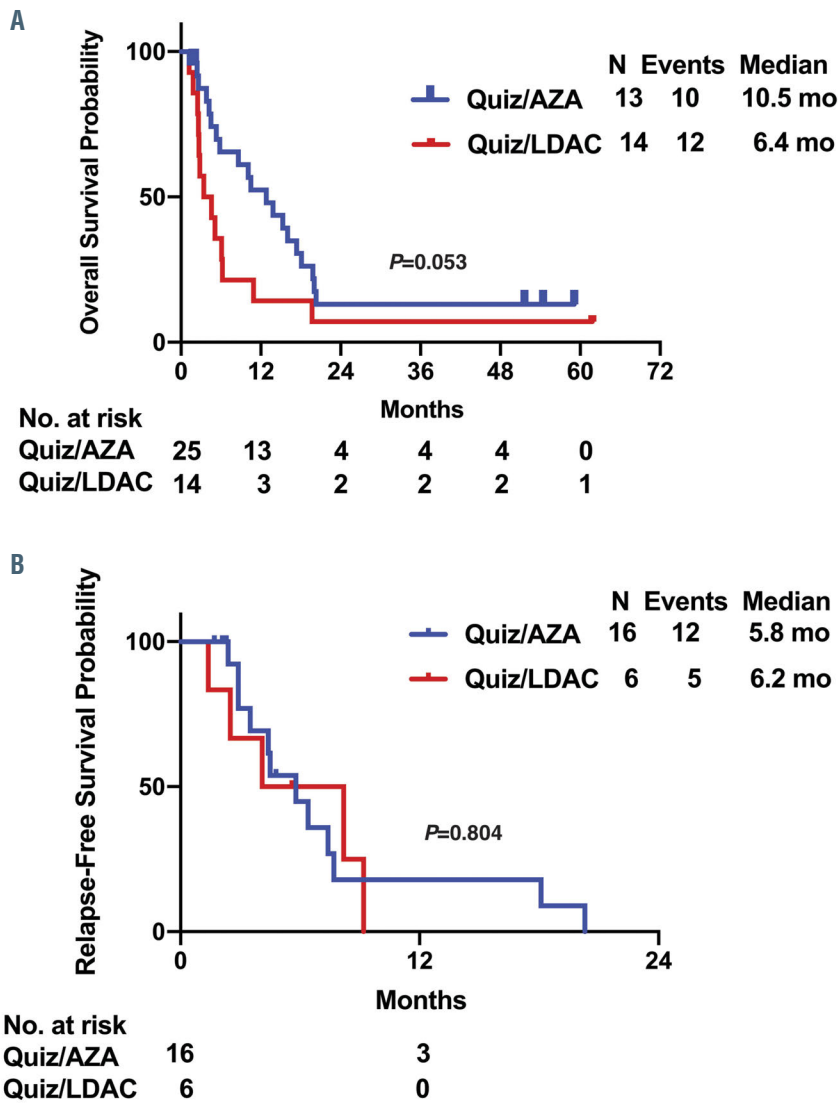 A
Overall Survival Probability
100
50
0
N Events Median
Quiz/AZA 13 10 10.5 mo
Quiz/LDAC 14 12 6.4 mo
P=0.053
0 12 24 36 48 60 72
Months
No. at risk
Quiz/AZA 25 13 4 4 4 0
Quiz/LDAC 14 3 2 2 2 1
B
Relapse-Free Survival Probability
100
50
0
N Events Median
Quiz/AZA 16 12 5.8 mo
Quiz/LDAC 6 5 6.2 mo
P=0.804
0 12 24
Months
No. at risk
Quiz/AZA 16 3
Quiz/LDAC 6 0